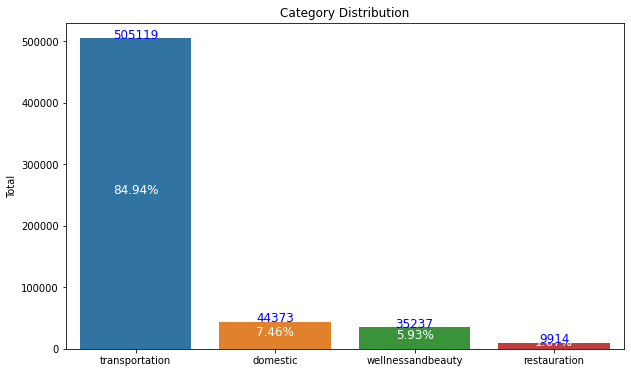 Category Distribution
Total
500000
400000
300000
200000
100000
0
505119
84.94%
44373
7.46%
35237
5.93%
9914
transportation
domestic
wellnessandbeauty
restauration